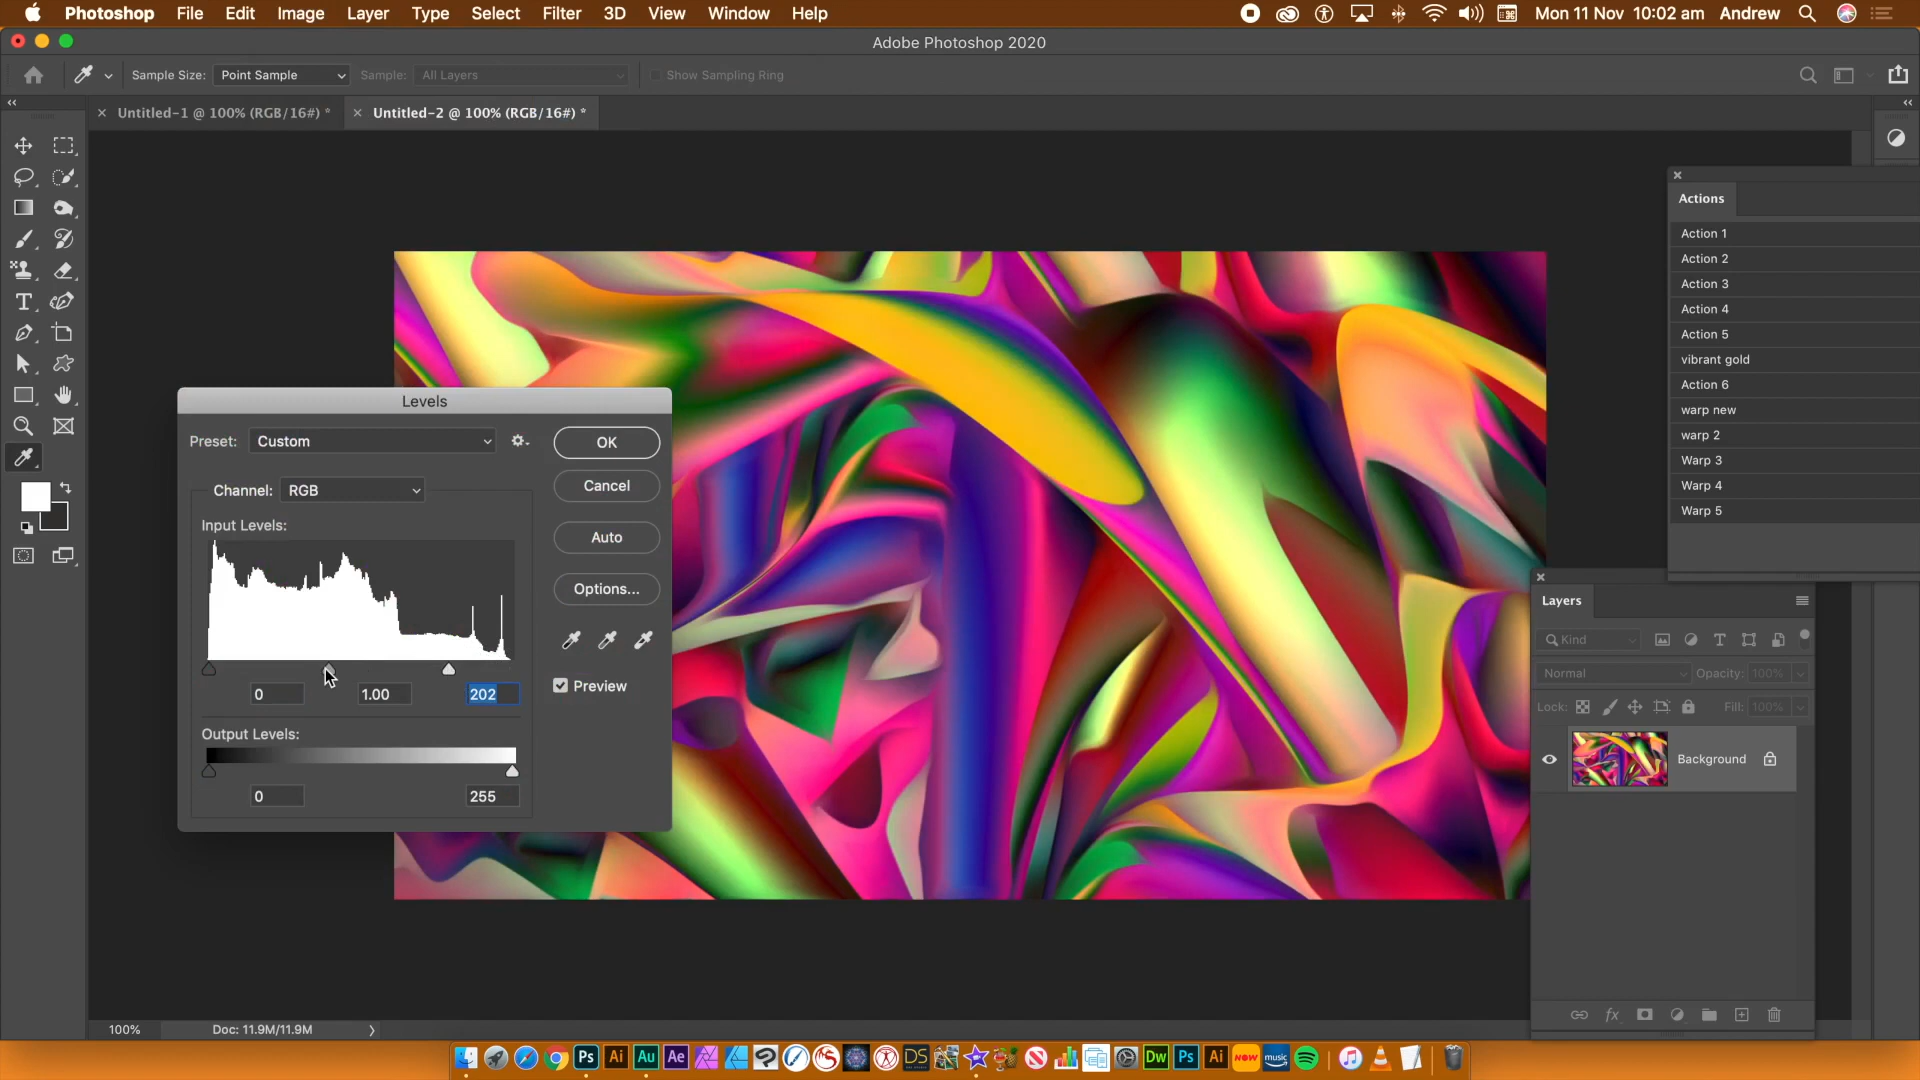 Photoshop File Edit Image Layer Type Select Filter 3D View Window Help Mon 11 Nov 10:02 am Andrew
Adobe Photoshop 2020
Sample Size: Point Sample Sample: All Layers Show Sampling Ring
Untitled-1 @ 100% (RGB/16#) * Untitled-2 @ 100% (RGB/16#) *
Actions
Action 1
Action 2
Action 3
Action 4
Action 5
vibrant gold
Action 6
warp new
warp 2
Warp 3
Warp 4
Warp 5
Levels
Preset: Custom OK
Cancel
Channel: RGB
Input Levels:
Auto
Options...
0 1.00 202
Preview
Output Levels:
0 255
Layers
Kind
Normal Opacity: 100%
Lock: Fill: 100%
Background
100% Doc: 11.9M/11.9M
Ps Ai Au Ae DS Dw Ps Ai NOW music